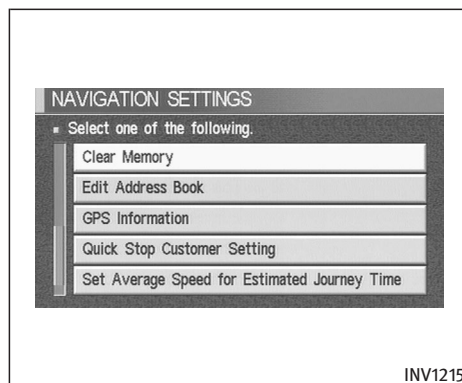 NAVIGATION SETTINGS
Select one of the following.
Clear Memory
Edit Address Book
GPS Information
Quick Stop Customer Setting
Set Average Speed for Estimated Journey Time
INV1215